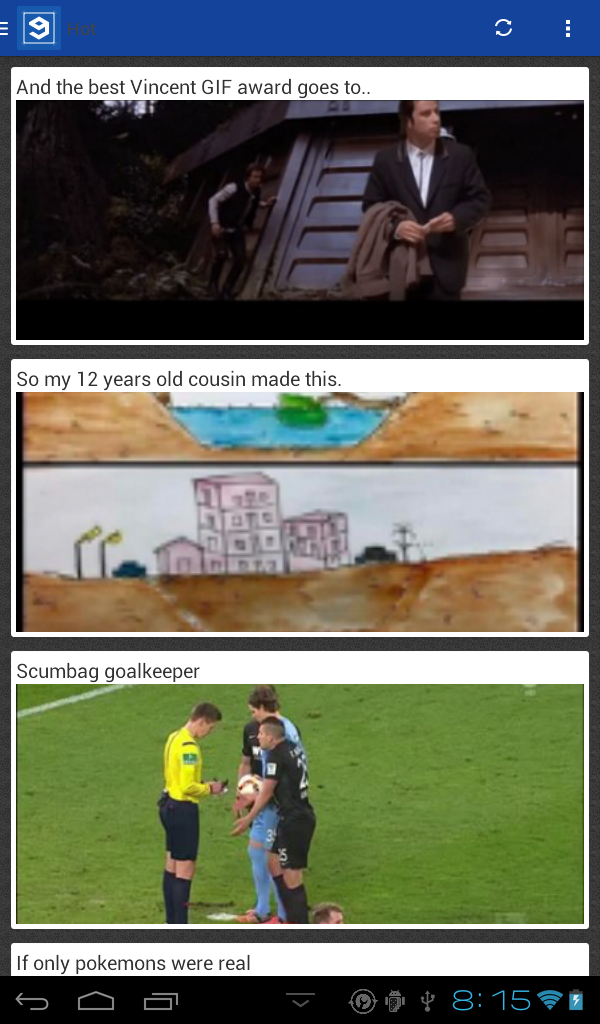 Hot
And the best Vincent GIF award goes to..
So my 12 years old cousin made this.
Scumbag goalkeeper
If only pokemons were real
8:15